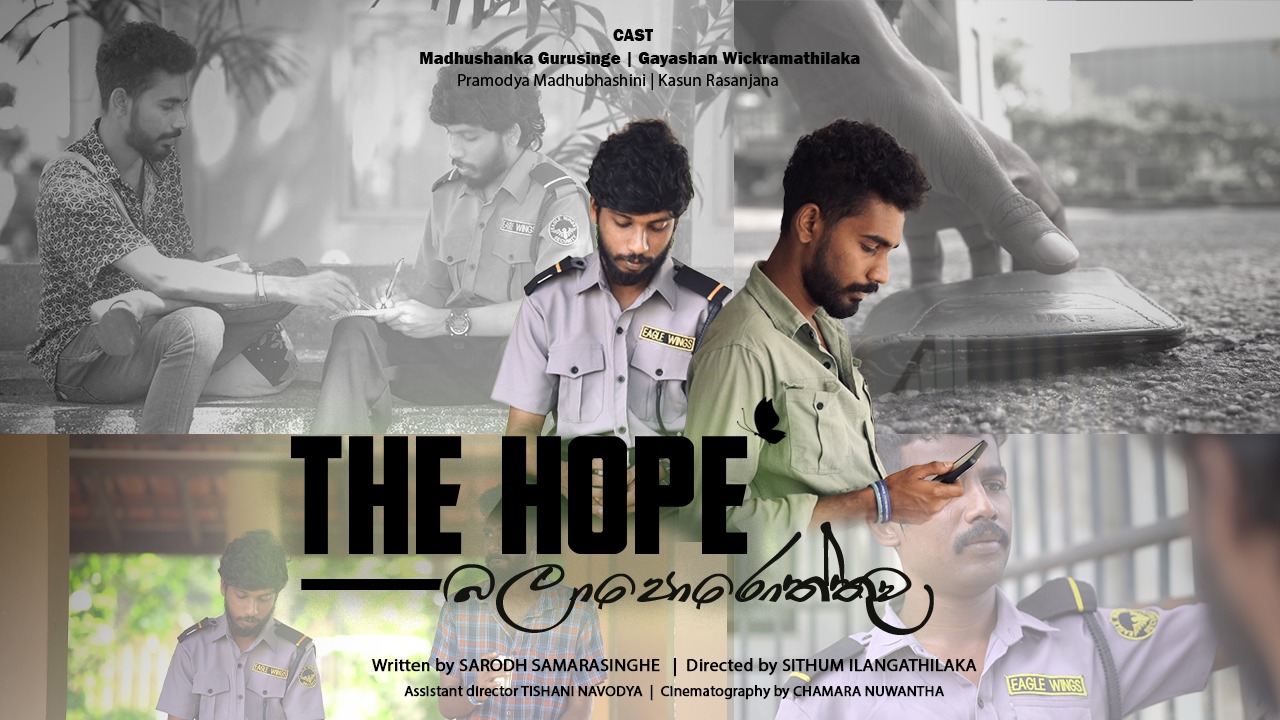 CAST
Madhushanka Gurusinge | Gayashan Wickramathilaka
Pramodya Madhubhashini | Kasun Rasanjana
EAGLE WINGS
EAGLE WINGS
THE HOPE
බලාපොරොත්තුව
Written by SARODH SAMARASINGHE | Directed by SITHUM ILANGATHILAKA
EAGLE WINGS
EAGLE WINGS
Assistant director TISHANI NAVODYA | Cinematography by CHAMARA NUWANTHA